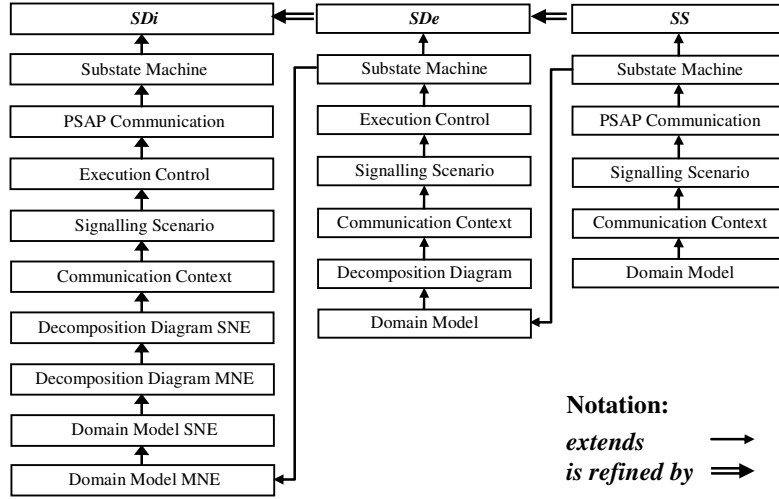 SDi
SDe
SS
Substate Machine
PSAP Communication
Execution Control
Signalling Scenario
Communication Context
Decomposition Diagram SNE
Decomposition Diagram MNE
Domain Model SNE
Domain Model MNE
Substate Machine
Execution Control
Signalling Scenario
Communication Context
Decomposition Diagram
Domain Model
Substate Machine
PSAP Communication
Signalling Scenario
Communication Context
Domain Model
Notation:
extends
is refined by